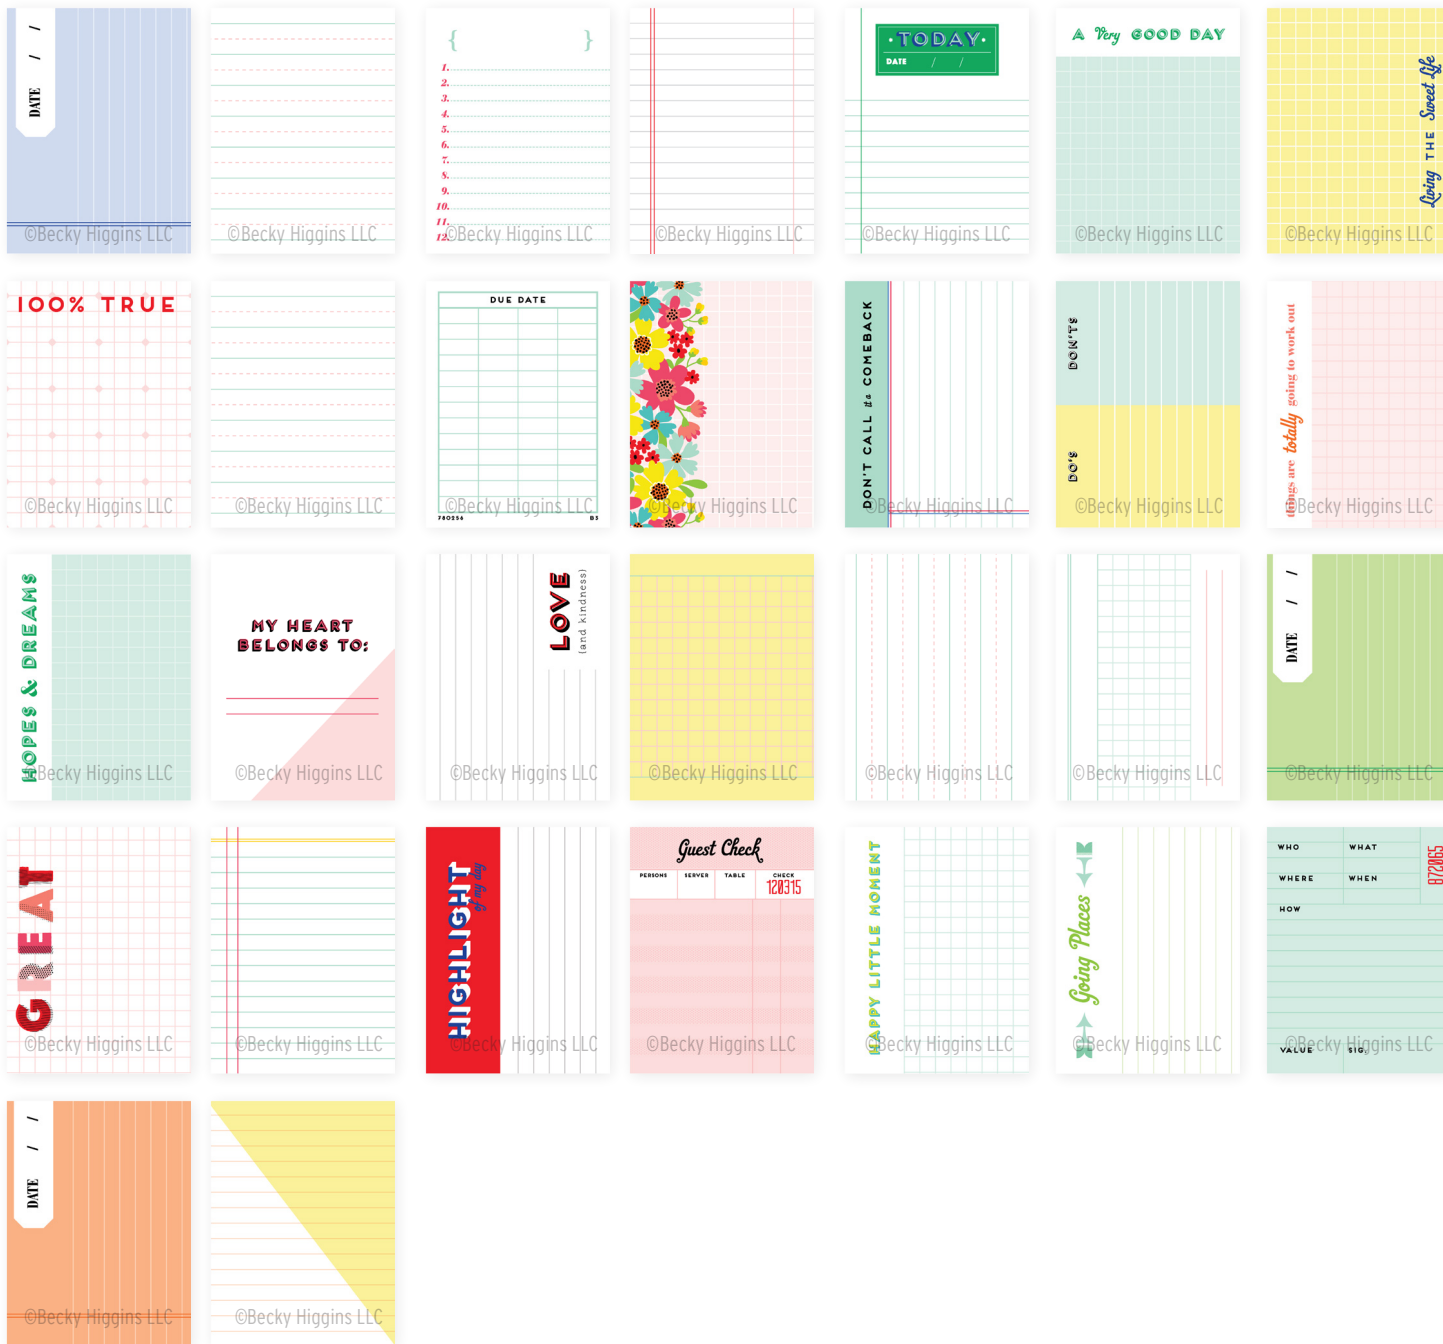 DATE / /
©Becky Higgins LLC
©Becky Higgins LLC
{ }
1.
2.
3.
4.
5.
6.
7.
8.
9.
10.
11.
12.
©Becky Higgins LLC
©Becky Higgins LLC
·TODAY·
DATE / /
©Becky Higgins LLC
A Very GOOD DAY
©Becky Higgins LLC
Living THE Sweet Life
©Becky Higgins LLC
100% TRUE
©Becky Higgins LLC
©Becky Higgins LLC
DUE DATE
©Becky Higgins LLC
780256 B5
©Becky Higgins LLC
DON'T CALL it a COMEBACK
©Becky Higgins LLC
DON'TS
DO'S
©Becky Higgins LLC
things are totally going to work out
©Becky Higgins LLC
HOPES & DREAMS
©Becky Higgins LLC
MY HEART
BELONGS TO:
©Becky Higgins LLC
LOVE
(and kindness)
©Becky Higgins LLC
©Becky Higgins LLC
©Becky Higgins LLC
©Becky Higgins LLC
DATE / /
©Becky Higgins LLC
GREAT
©Becky Higgins LLC
©Becky Higgins LLC
HIGHLIGHT
of my day
©Becky Higgins LLC
Guest Check
PERSONS SERVER TABLE CHECK
120315
©Becky Higgins LLC
HAPPY LITTLE MOMENT
©Becky Higgins LLC
Going Places
©Becky Higgins LLC
WHO WHAT
872065
WHERE WHEN
HOW
©Becky Higgins LLC
VALUE SIG.
DATE / /
©Becky Higgins LLC
©Becky Higgins LLC